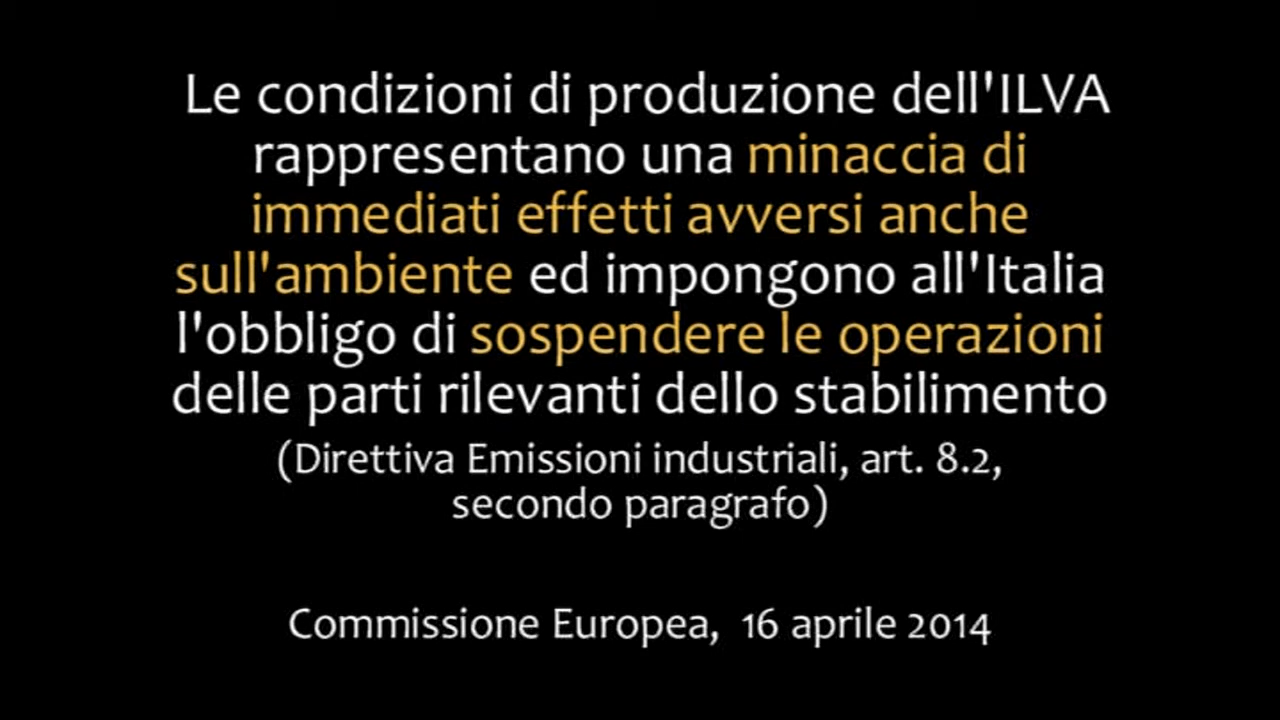 Le condizioni di produzione dell'ILVA
rappresentano una minaccia di
immediati effetti avversi anche
sull'ambiente ed impongono all'Italia
l'obbligo di sospendere le operazioni
delle parti rilevanti dello stabilimento
(Direttiva Emissioni industriali, art. 8.2,
secondo paragrafo)
Commissione Europea, 16 aprile 2014